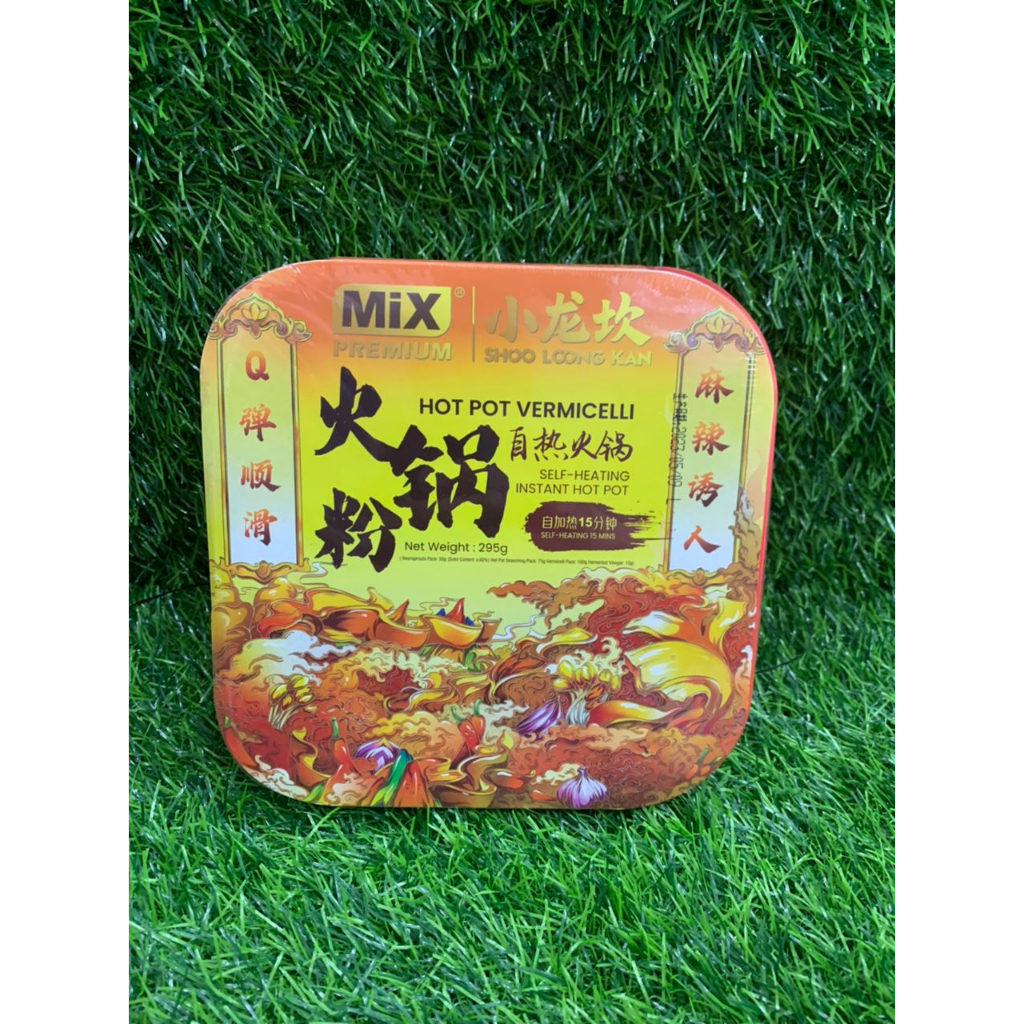 MiX®
PREMIUM
小龙坎
SHOO LOONG KAN
Q弹顺滑
麻辣诱人
火锅粉
HOT POT VERMICELLI
自热火锅
SELF-HEATING
INSTANT HOT POT
自加热15分钟
SELF-HEATING 15 MINS
Net Weight : 295g